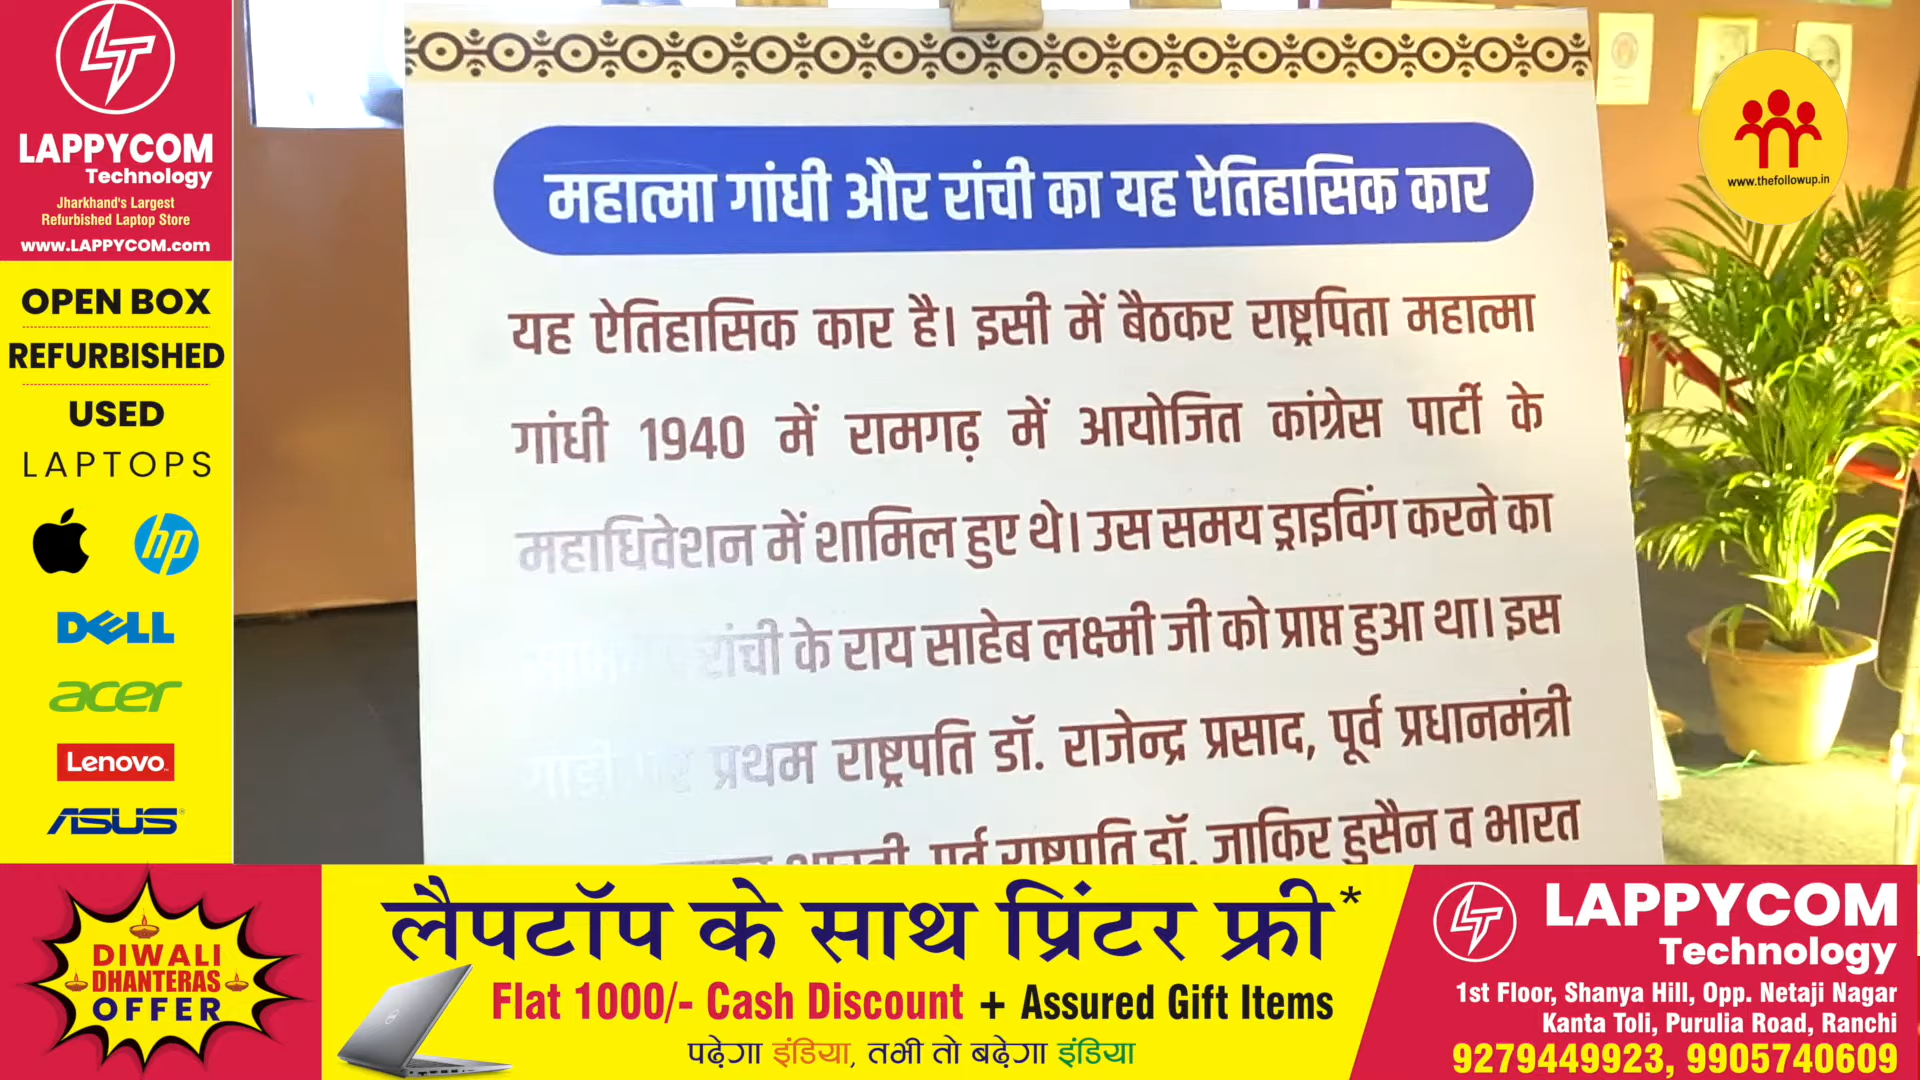 LAPPYCOM
Technology
Jharkhand's Largest
Refurbished Laptop Store
www.LAPPYCOM.com
OPEN BOX
REFURBISHED
USED
LAPTOPS
hp
DELL
acer
Lenovo
ASUS
महात्मा गांधी और रांची का यह ऐतिहासिक कार
यह ऐतिहासिक कार है। इसी में बैठकर राष्ट्रपिता महात्मा
गांधी 1940 में रामगढ़ में आयोजित कांग्रेस पार्टी के
महाधिवेशन में शामिल हुए थे। उस समय ड्राइविंग करने का
रांची के राय साहेब लक्ष्मी जी को प्राप्त हुआ था। इस
प्रथम राष्ट्रपति डॉ. राजेन्द्र प्रसाद, पूर्व प्रधानमंत्री
पूर्व राष्ट्रपति डॉ. जाकिर हुसैन व भारत
www.thefollowup.in
DIWALI
DHANTERAS
OFFER
लैपटॉप के साथ प्रिंटर फ्री*
Flat 1000/- Cash Discount + Assured Gift Items
पढ़ेगा इंडिया, तभी तो बढ़ेगा इंडिया
LAPPYCOM
Technology
1st Floor, Shanya Hill, Opp. Netaji Nagar
Kanta Toli, Purulia Road, Ranchi
9279449923, 9905740609